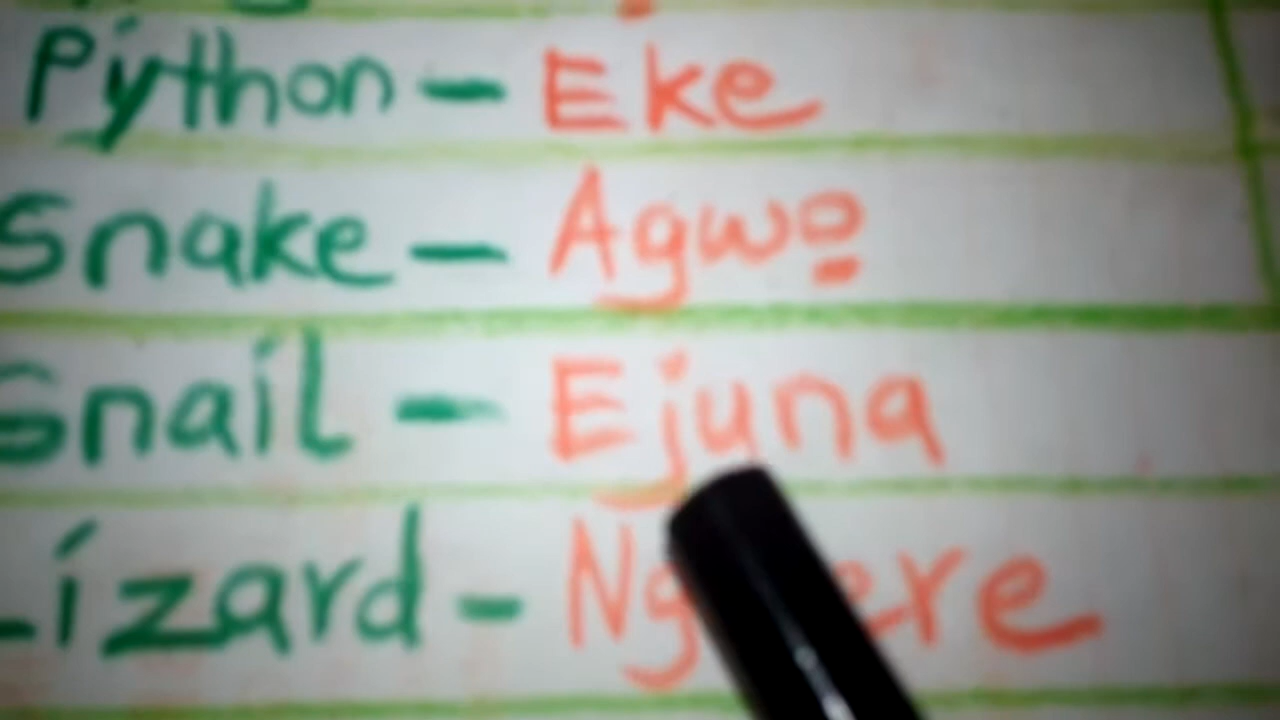 Python - Eke
Snake - Agwọ
Snail - Ejuna
Lizard -